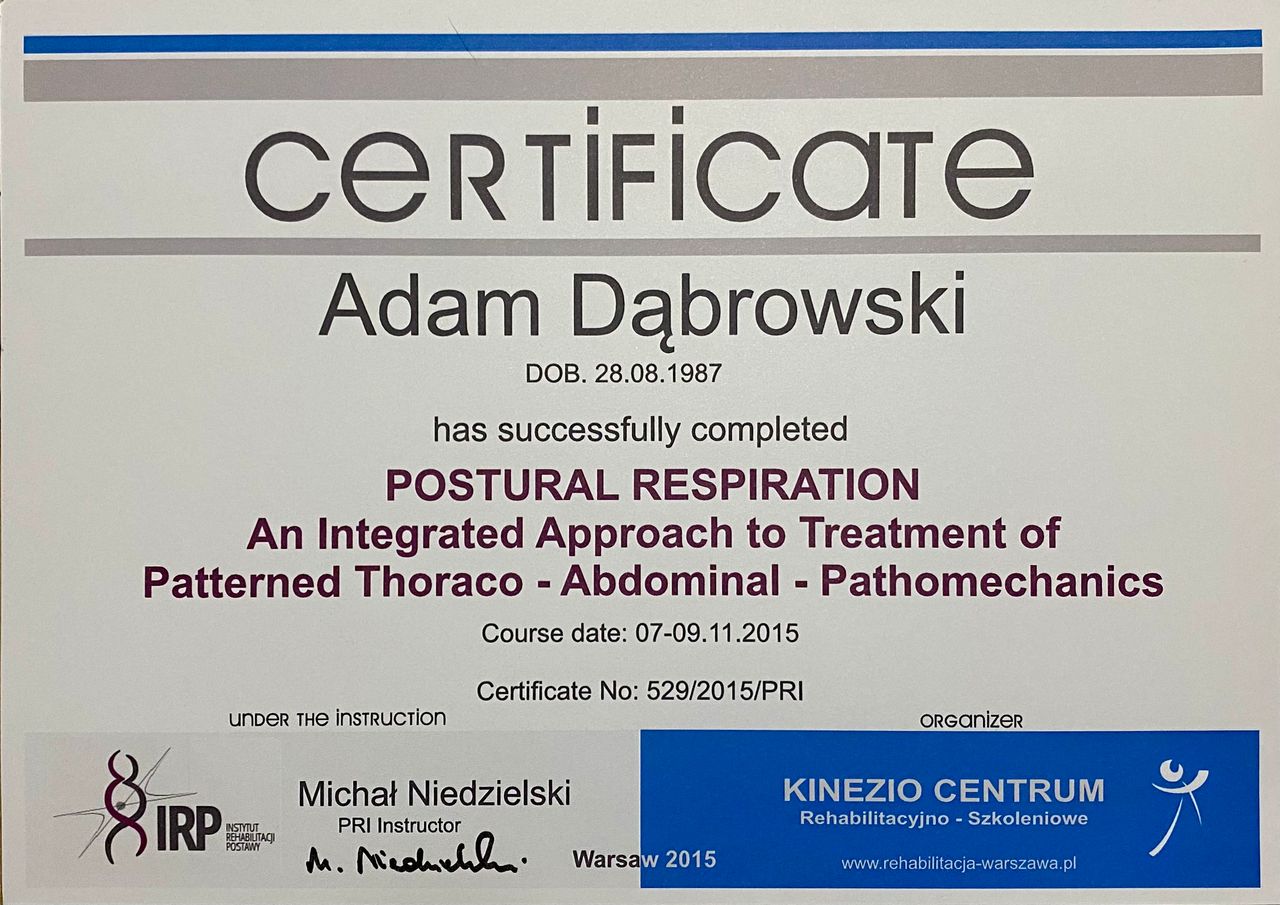 CERTIFICATE
Adam Dąbrowski
DOB. 28.08.1987
has successfully completed
POSTURAL RESPIRATION
An Integrated Approach to Treatment of
Patterned Thoraco - Abdominal - Pathomechanics
Course date: 07-09.11.2015
Certificate No: 529/2015/PRI
UNDER THE INSTRUCTION
ORGANIZER
IRP
INSTYTUT
REHABILITACJI
POSTAWY
Michał Niedzielski
PRI Instructor
M. Niedzielski
Warsaw 2015
KINEZIO CENTRUM
Rehabilitacyjno - Szkoleniowe
www.rehabilitacja-warszawa.pl